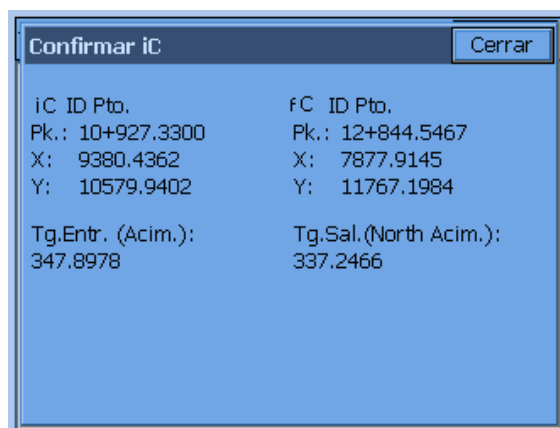 Confirmar iC
Cerrar
iC ID Pto.
Pk.: 10+927.3300
X: 9380.4362
Y: 10579.9402
Tg.Entr. (Acim.):
347.8978
fC ID Pto.
Pk.: 12+844.5467
X: 7877.9145
Y: 11767.1984
Tg.Sal.(North Acim.):
337.2466